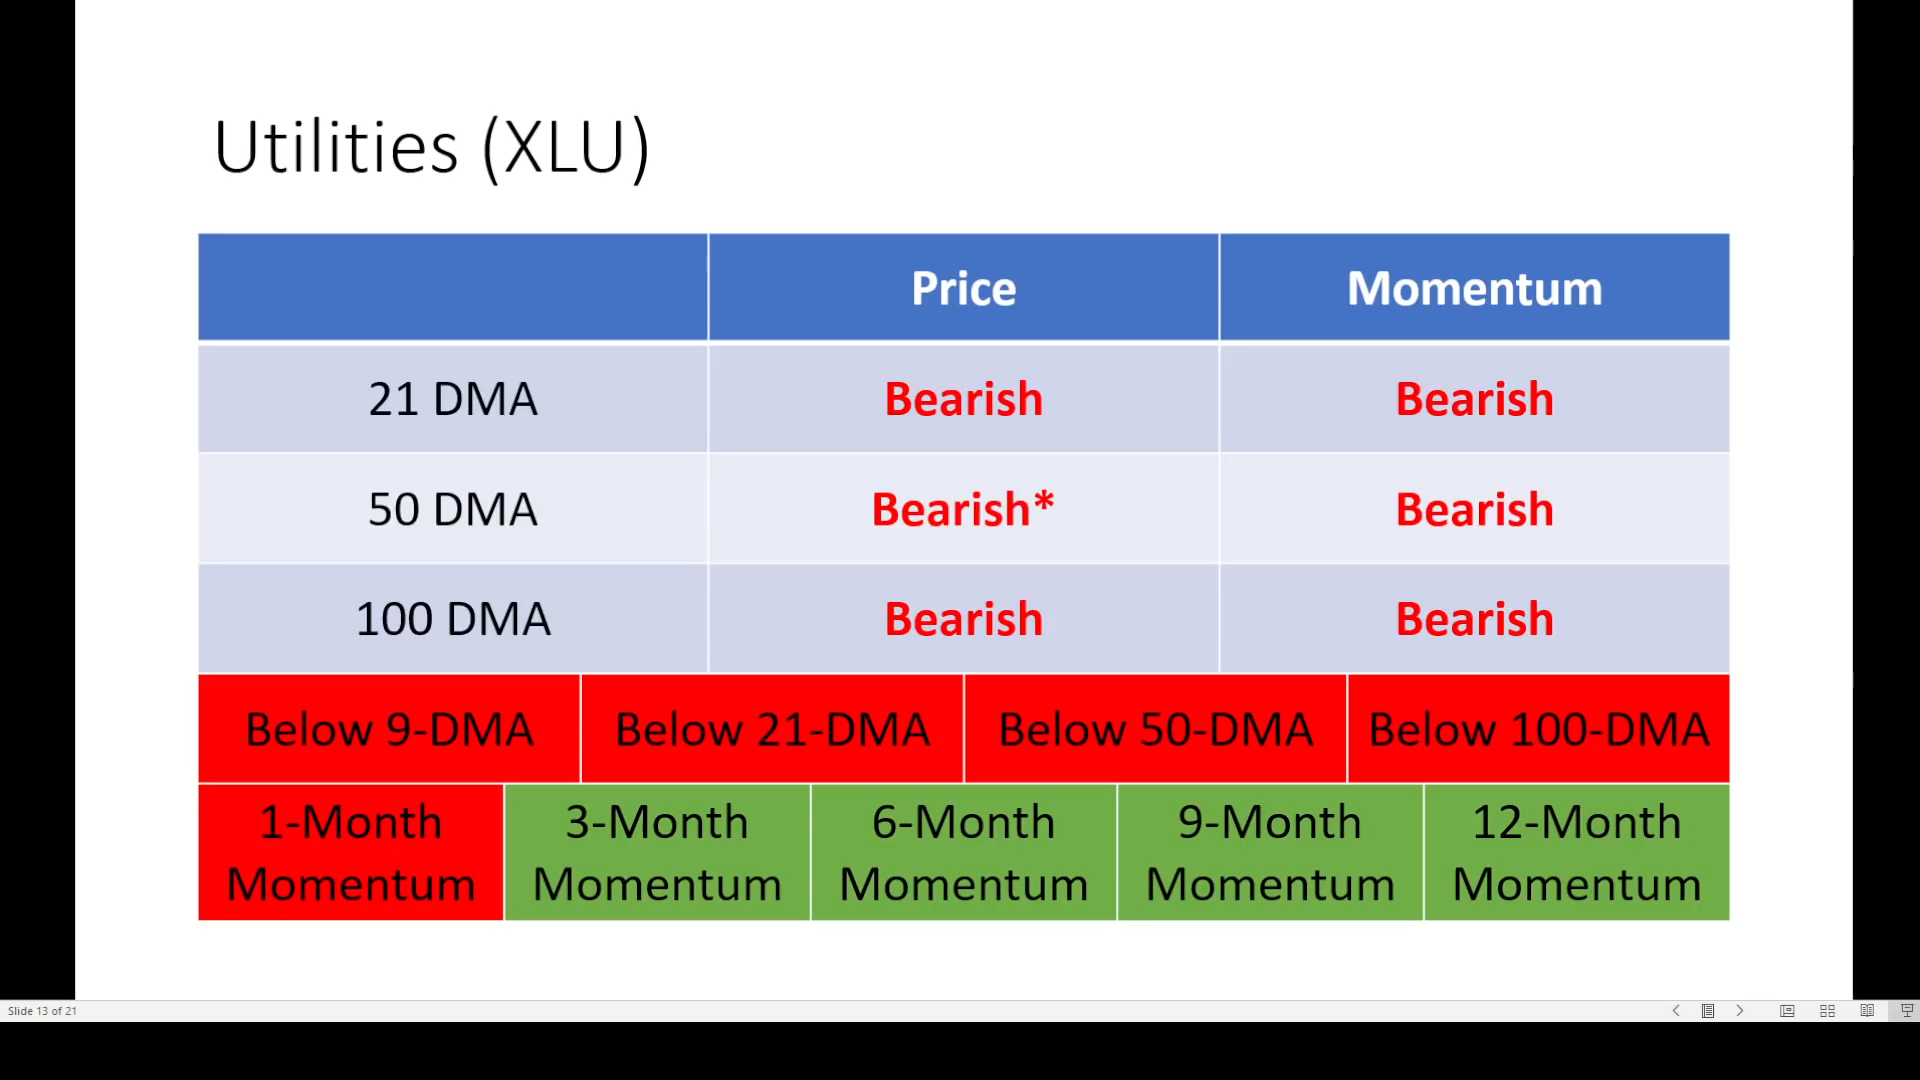 Utilities (XLU)
Price Momentum
21 DMA Bearish Bearish
50 DMA Bearish* Bearish
100 DMA Bearish Bearish
Below 9-DMA Below 21-DMA Below 50-DMA Below 100-DMA
1-Month 3-Month 6-Month 9-Month 12-Month
Momentum Momentum Momentum Momentum Momentum
Slide 13 of 21